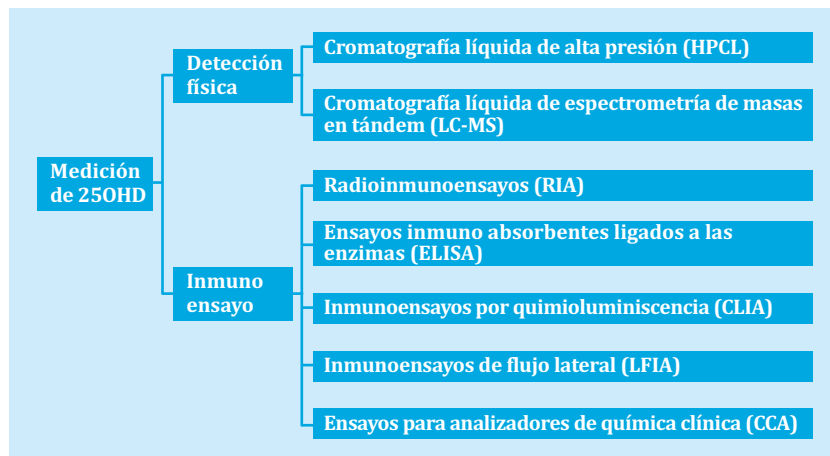 Medición
de 25OHD
Detección
física
Cromatografía líquida de alta presión (HPCL)
Cromatografía líquida de espectrometría de masas
en tándem (LC-MS)
Inmuno
ensayo
Radioinmunoensayos (RIA)
Ensayos inmuno absorbentes ligados a las
enzimas (ELISA)
Inmunoensayos por quimioluminiscencia (CLIA)
Inmunoensayos de flujo lateral (LFIA)
Ensayos para analizadores de química clínica (CCA)